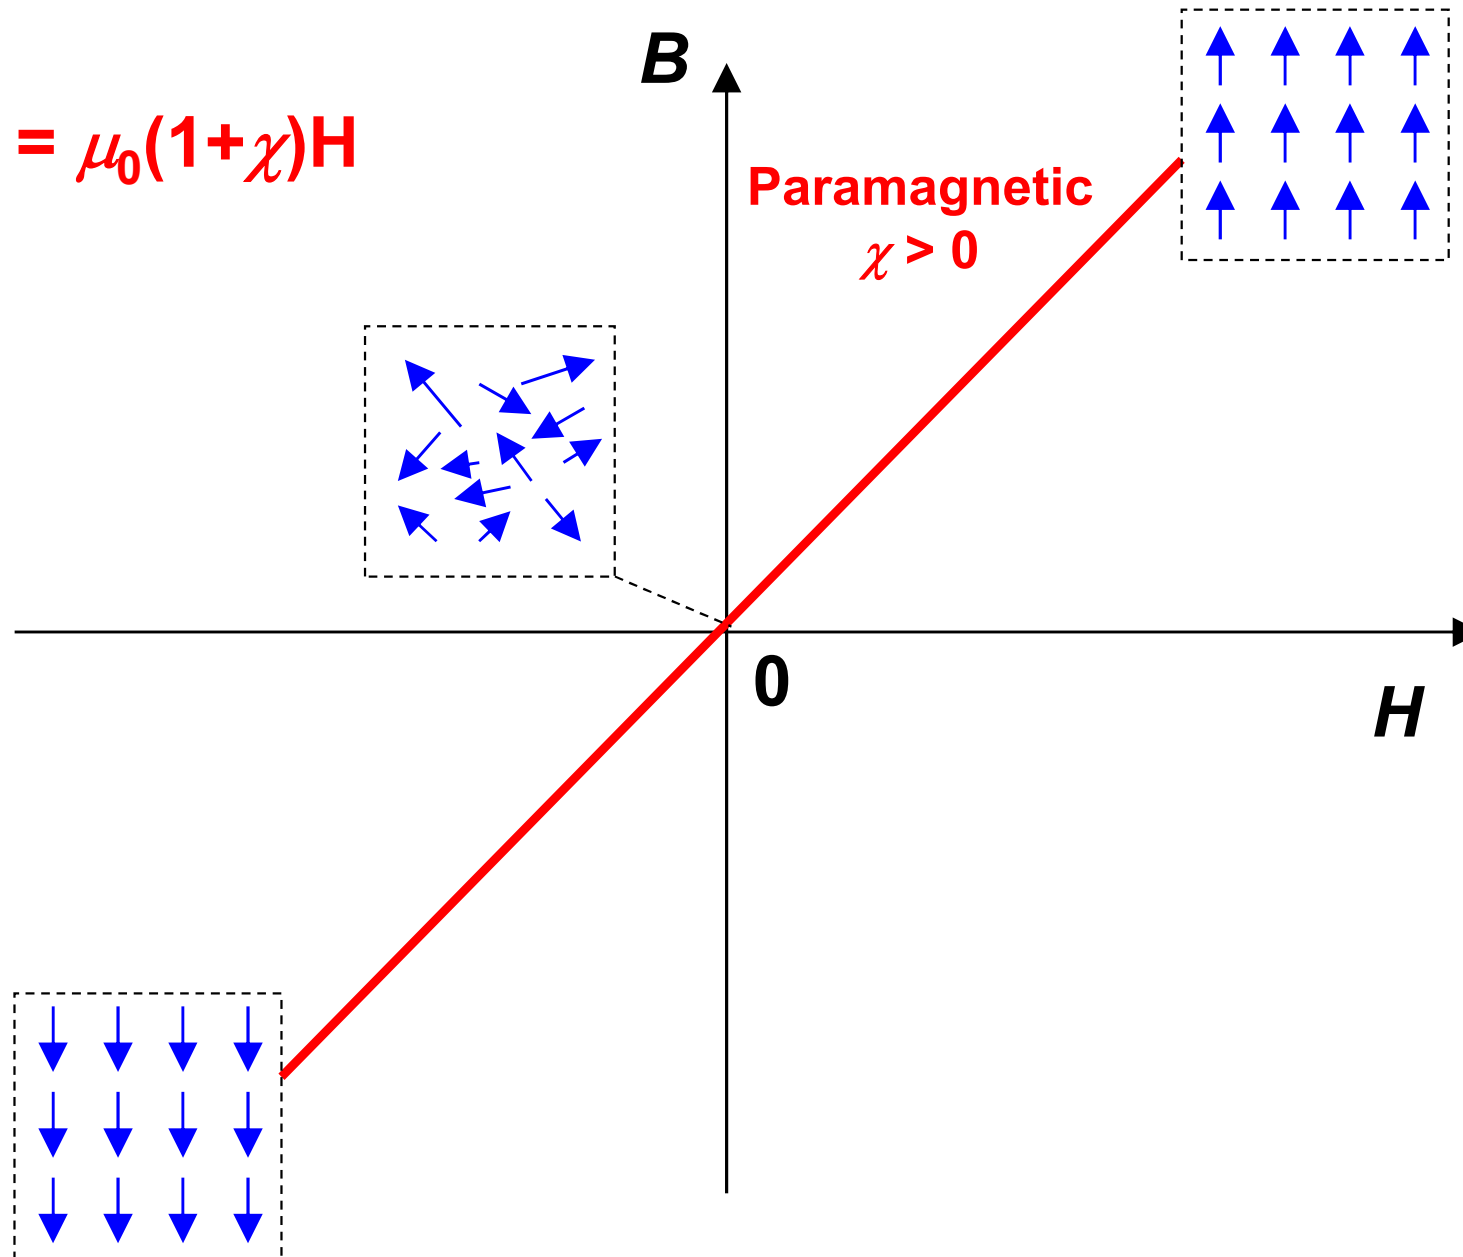 B
= μ₀(1+χ)H
Paramagnetic
χ > 0
0
H